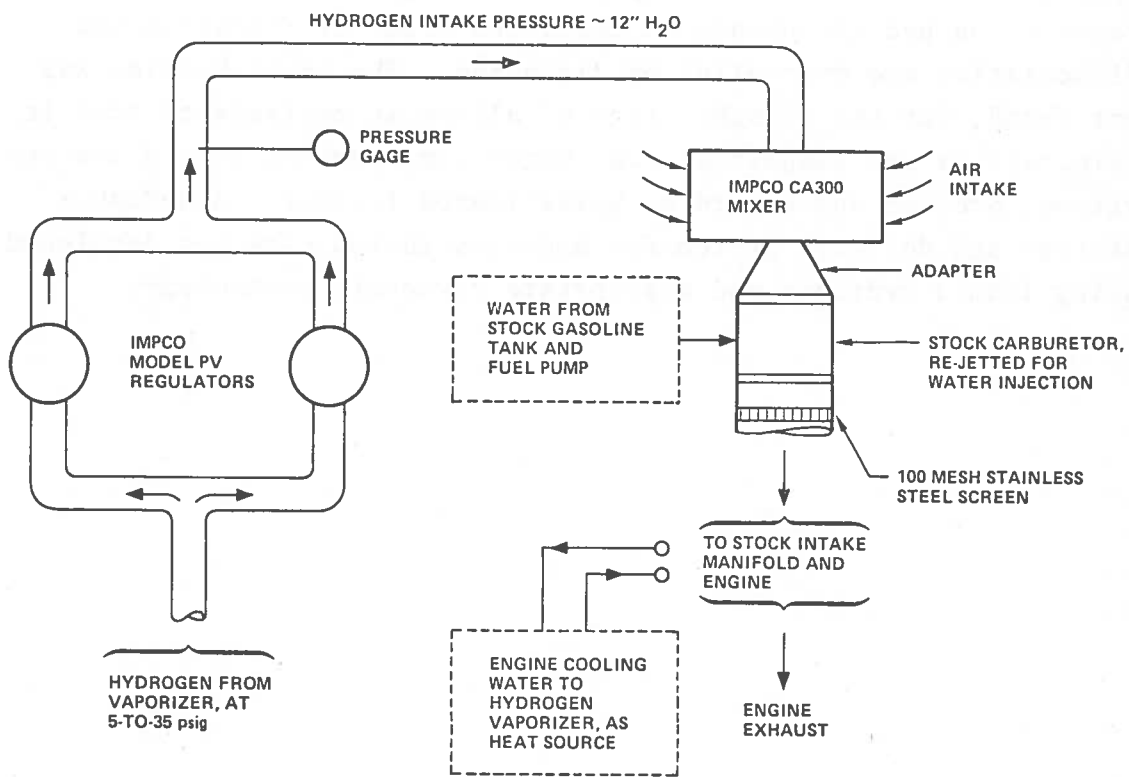 HYDROGEN INTAKE PRESSURE ~ 12" H₂O
PRESSURE
GAGE
IMPCO CA300
MIXER
AIR
INTAKE
ADAPTER
WATER FROM
STOCK GASOLINE
TANK AND
FUEL PUMP
STOCK CARBURETOR,
RE-JETTED FOR
WATER INJECTION
IMPCO
MODEL PV
REGULATORS
100 MESH STAINLESS
STEEL SCREEN
TO STOCK INTAKE
MANIFOLD AND
ENGINE
HYDROGEN FROM
VAPORIZER, AT
5-TO-35 psig
ENGINE COOLING
WATER TO
HYDROGEN
VAPORIZER, AS
HEAT SOURCE
ENGINE
EXHAUST